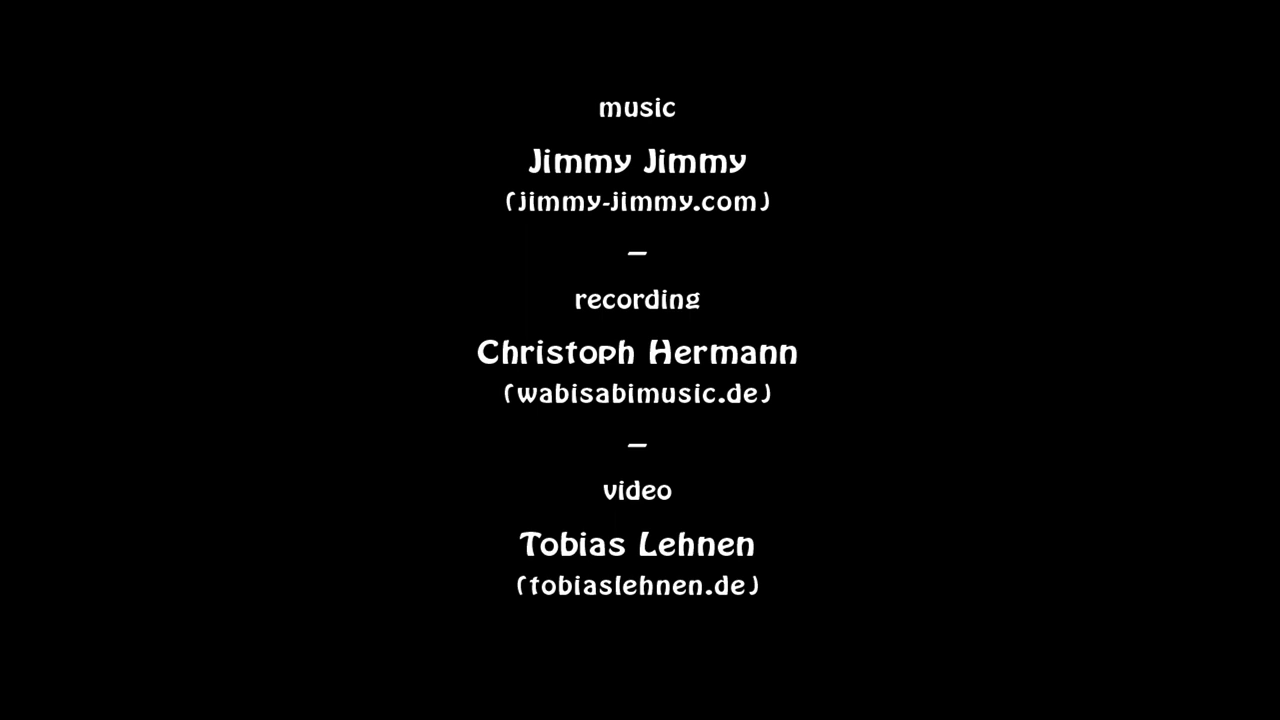 music
Jimmy Jimmy
(jimmy-jimmy.com)
—
recording
Christoph Hermann
(wabisabimusic.de)
—
video
Tobias Lehnen
(tobiaslehnen.de)